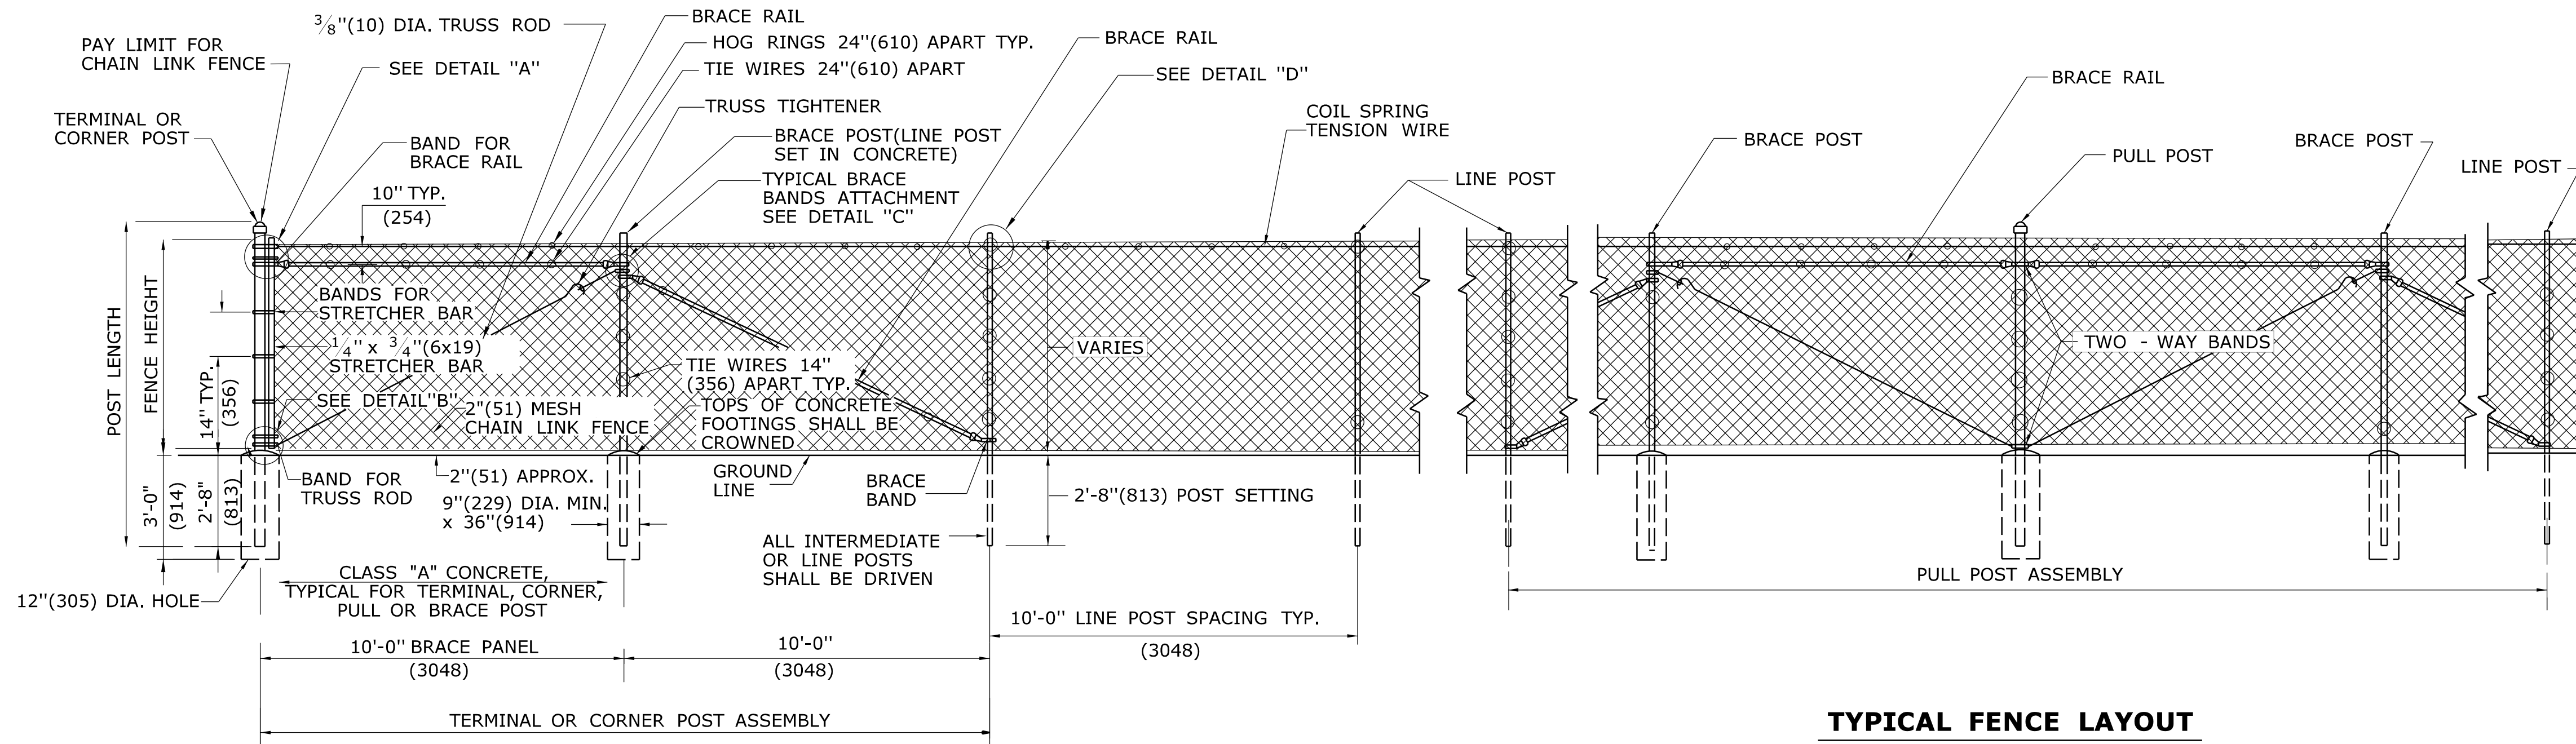 3/8"(10) DIA. TRUSS ROD
BRACE RAIL
HOG RINGS 24"(610) APART TYP.
TIE WIRES 24"(610) APART
TRUSS TIGHTENER
PAY LIMIT FOR
CHAIN LINK FENCE
SEE DETAIL "A"
TERMINAL OR
CORNER POST
BAND FOR
BRACE RAIL
10" TYP.
(254)
BRACE POST(LINE POST
SET IN CONCRETE)
TYPICAL BRACE
BANDS ATTACHMENT
SEE DETAIL "C"
BRACE RAIL
SEE DETAIL "D"
COIL SPRING
TENSION WIRE
LINE POST
BRACE POST
BRACE RAIL
PULL POST
BRACE POST
LINE POST
POST LENGTH
FENCE HEIGHT
14" TYP.
(356)
BANDS FOR
STRETCHER BAR
1/4" x 3/4"(6x19)
STRETCHER BAR
SEE DETAIL"B"
2"(51) MESH
CHAIN LINK FENCE
TIE WIRES 14"
(356) APART TYP.
TOPS OF CONCRETE
FOOTINGS SHALL BE
CROWNED
VARIES
TWO - WAY BANDS
3'-0"
(914)
2'-8"
(813)
BAND FOR
TRUSS ROD
2"(51) APPROX.
9"(229) DIA. MIN.
x 36"(914)
GROUND
LINE
BRACE
BAND
2'-8"(813) POST SETTING
ALL INTERMEDIATE
OR LINE POSTS
SHALL BE DRIVEN
12"(305) DIA. HOLE
CLASS "A" CONCRETE,
TYPICAL FOR TERMINAL, CORNER,
PULL OR BRACE POST
PULL POST ASSEMBLY
10'-0" LINE POST SPACING TYP.
(3048)
10'-0" BRACE PANEL
(3048)
10'-0"
(3048)
TERMINAL OR CORNER POST ASSEMBLY
TYPICAL FENCE LAYOUT